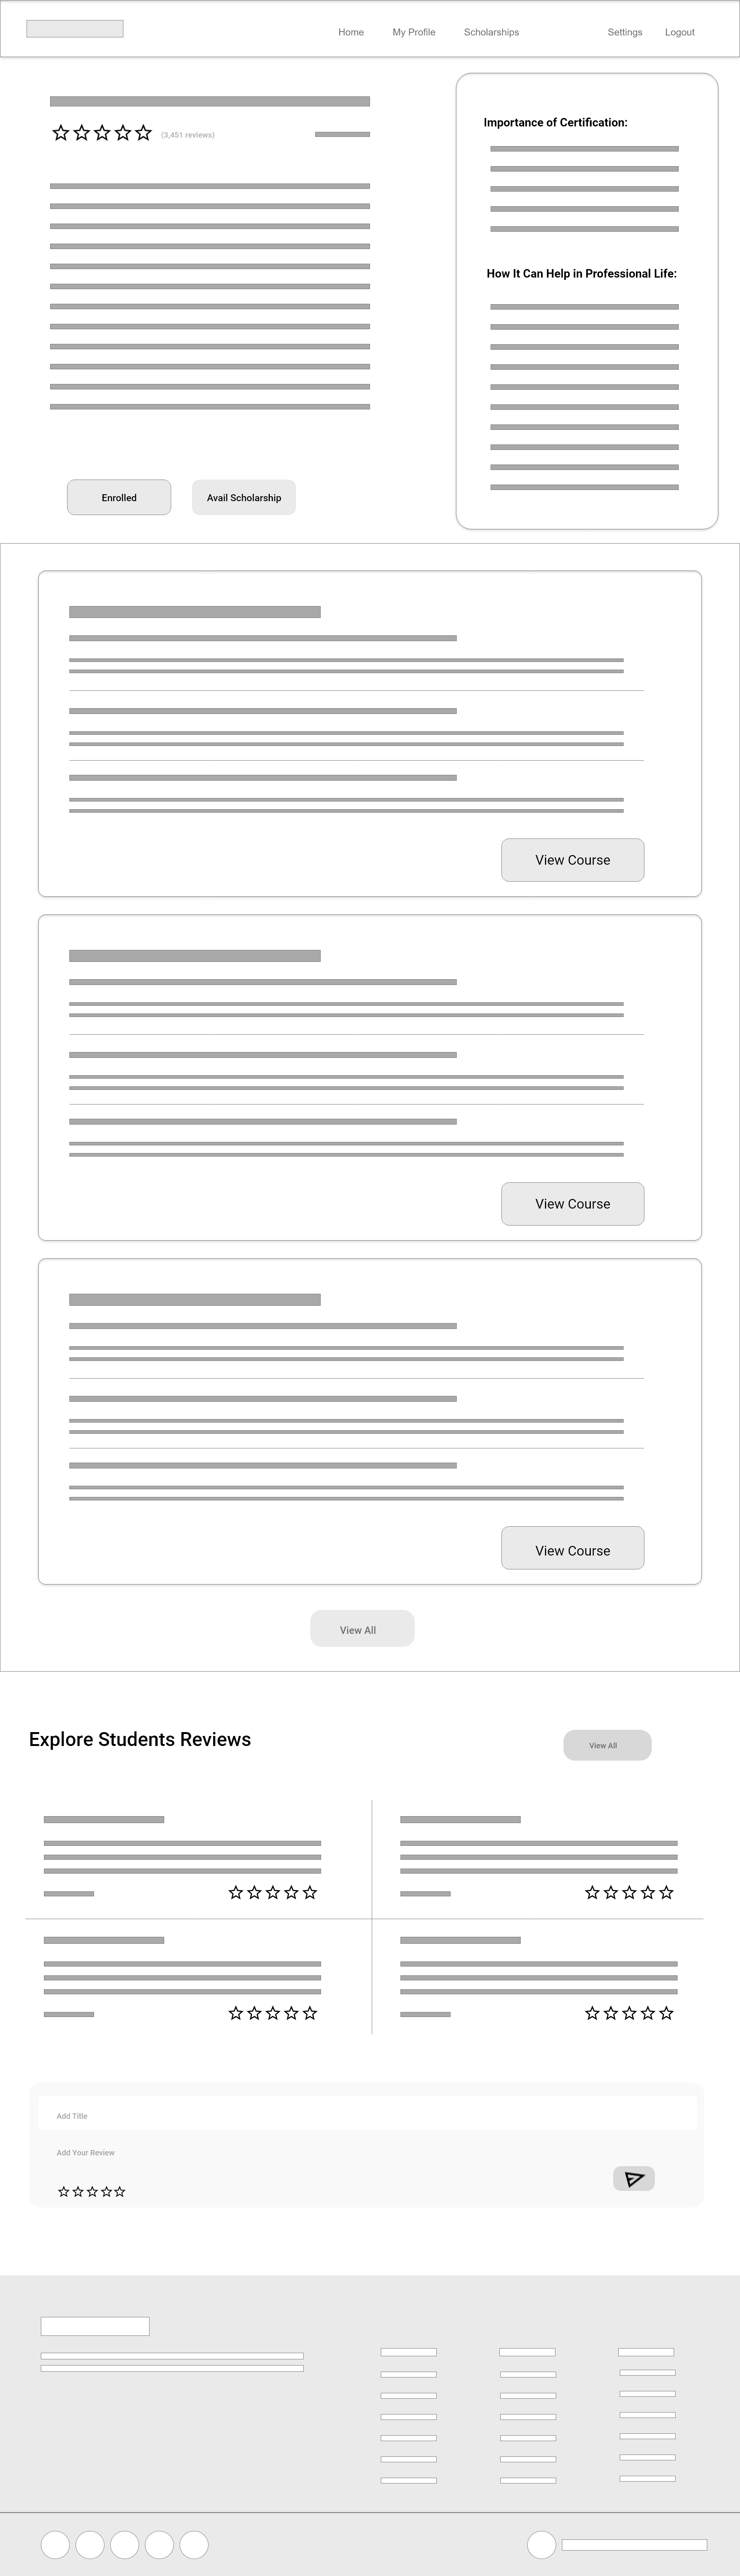 Home My Profile Scholarships Settings Logout
(3,451 reviews)
Importance of Certification:
How It Can Help in Professional Life:
Enrolled Avail Scholarship
View Course
View Course
View Course
View All
Explore Students Reviews
View All
Add Title
Add Your Review